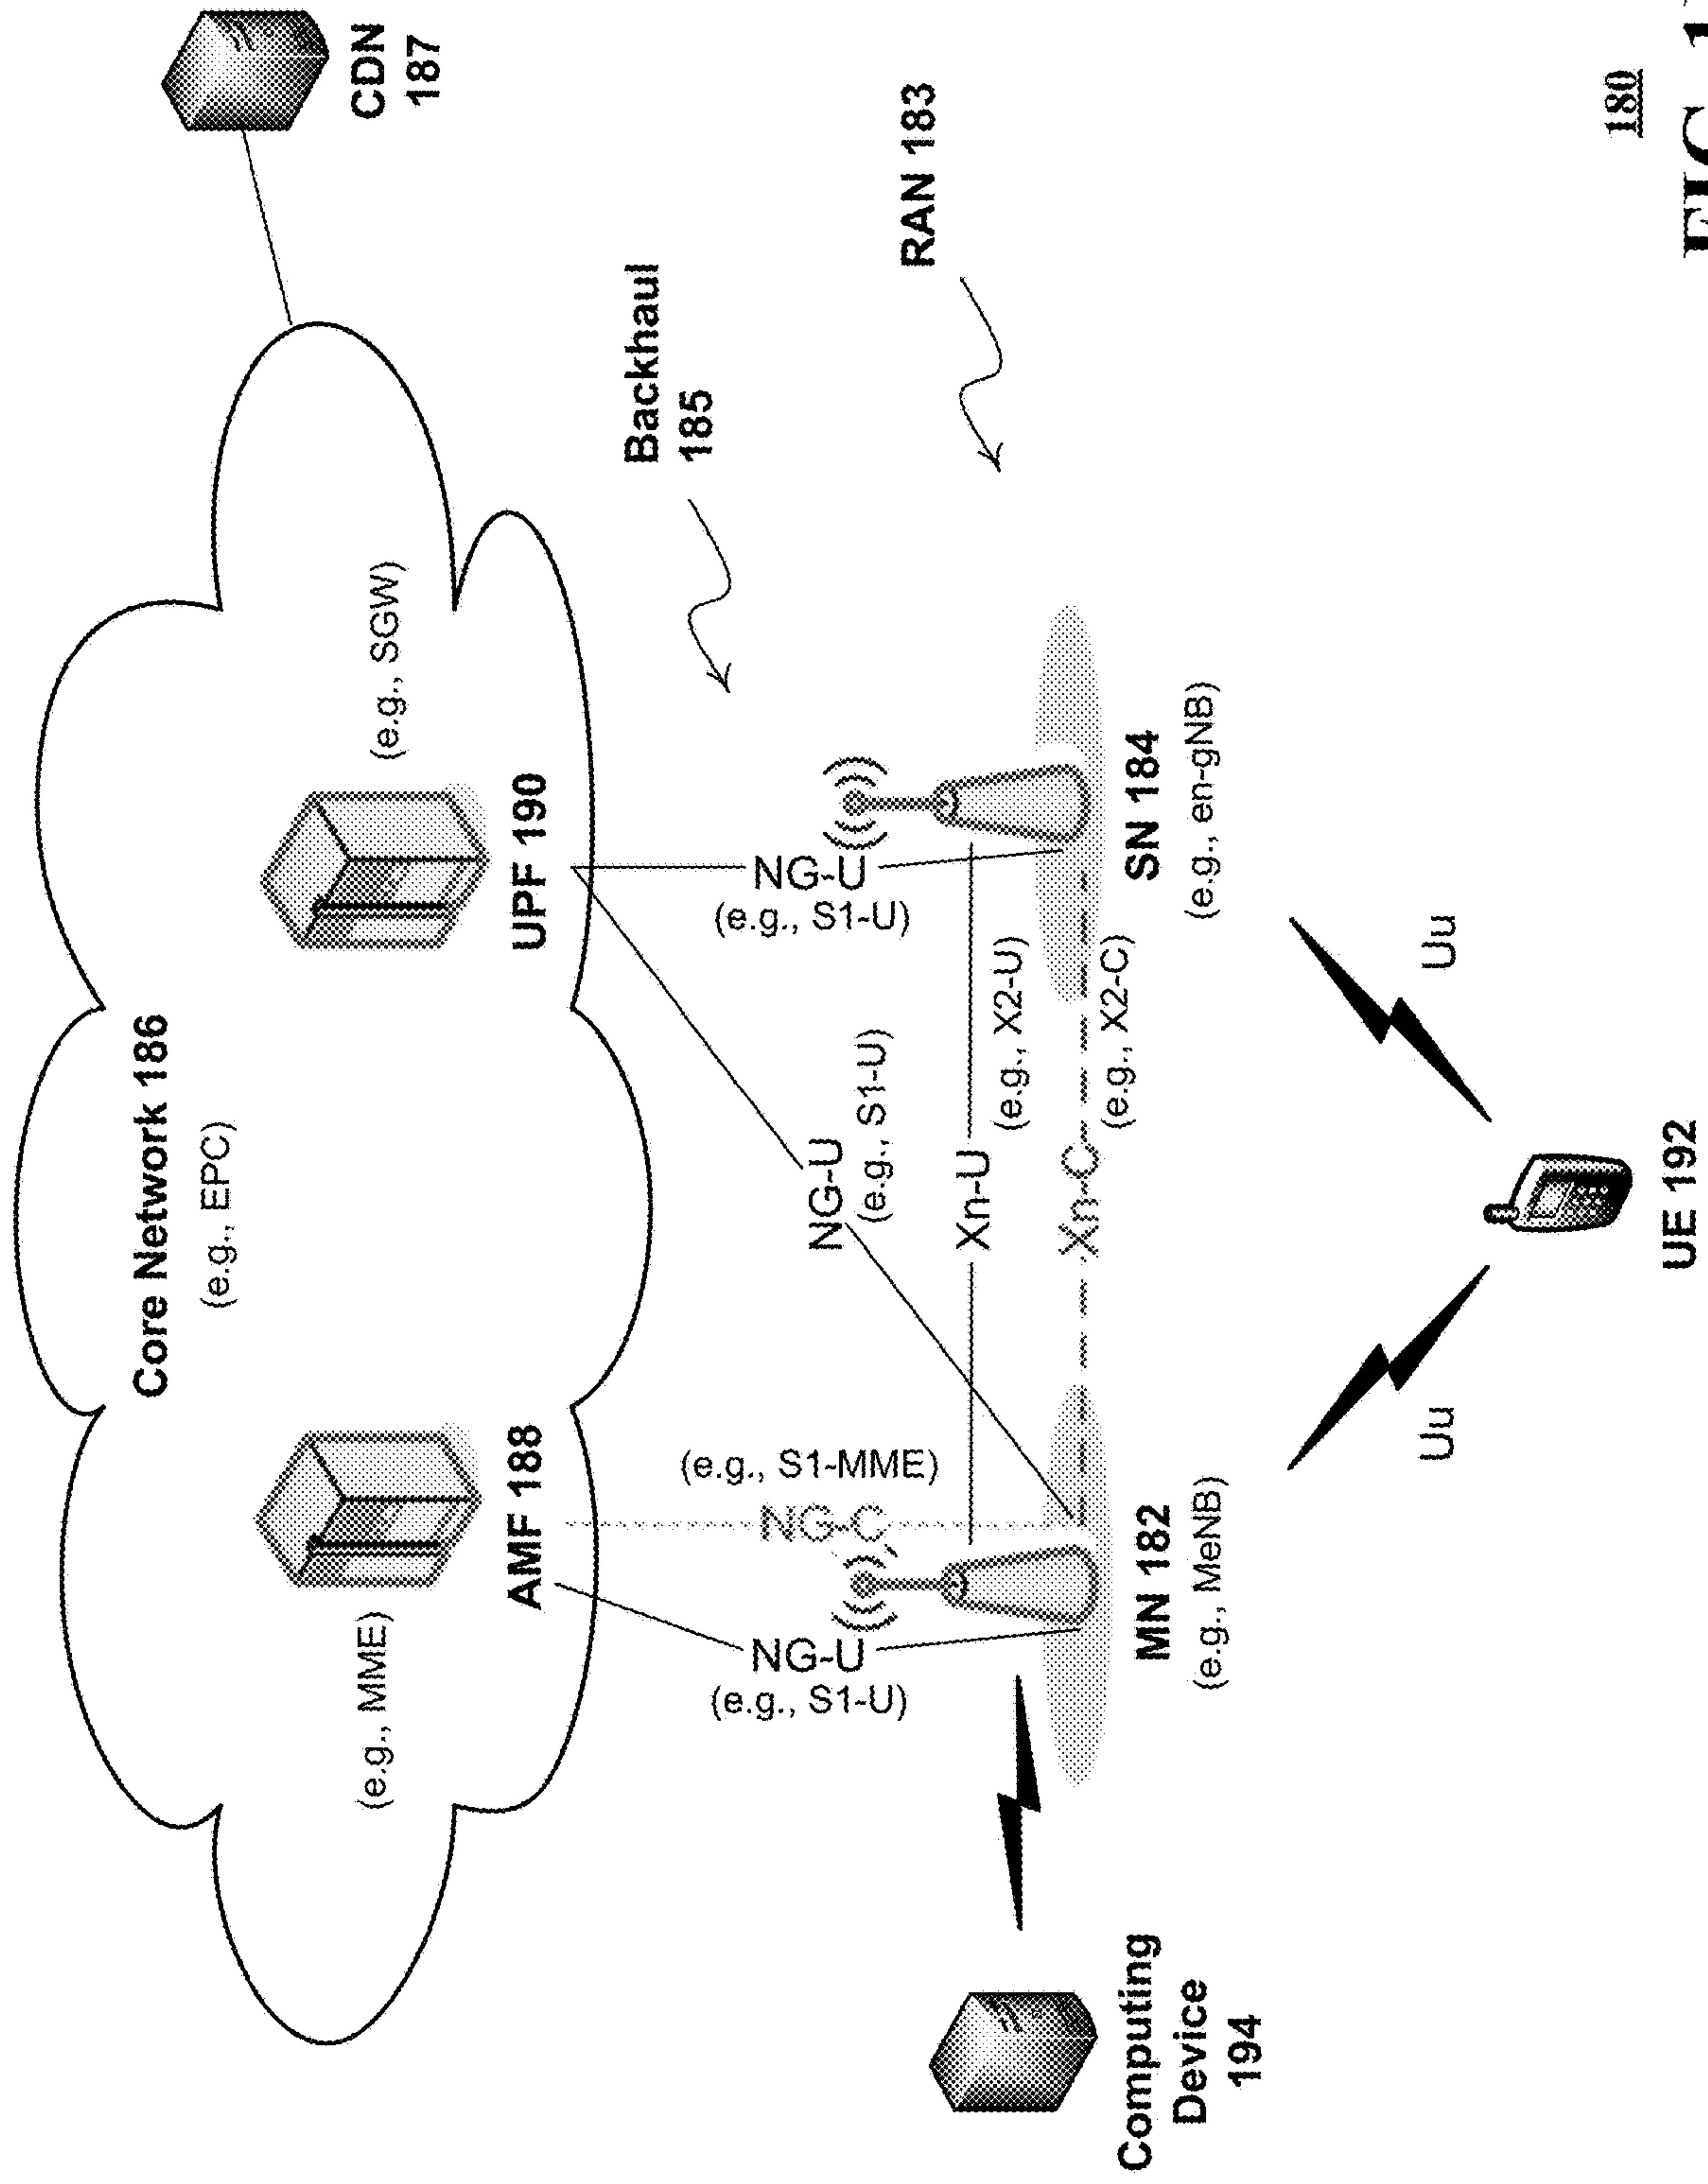 Core Network 186
(e.g., EPC)
CDN
187
(e.g., MME)
(e.g., SGW)
AMF 188
UPF 190
Backhaul
185
NG-U
(e.g., S1-U)
(e.g., S1-MME)
NG-C
NG-U
(e.g., S1-U)
NG-U
(e.g., S1-U)
RAN 183
Xn-U
(e.g., X2-U)
Xn-C
(e.g., X2-C)
Computing
Device
194
MN 182
(e.g., MeNB)
SN 184
(e.g., en-gNB)
Uu
Uu
UE 192
180